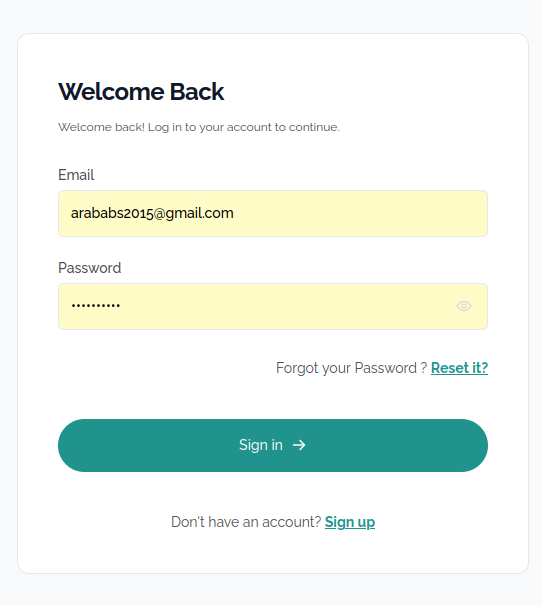 Welcome Back
Welcome back! Log in to your account to continue.
Email
arababs2015@gmail.com
Password
••••••••••
Forgot your Password ? Reset it?
Sign in →
Don't have an account? Sign up